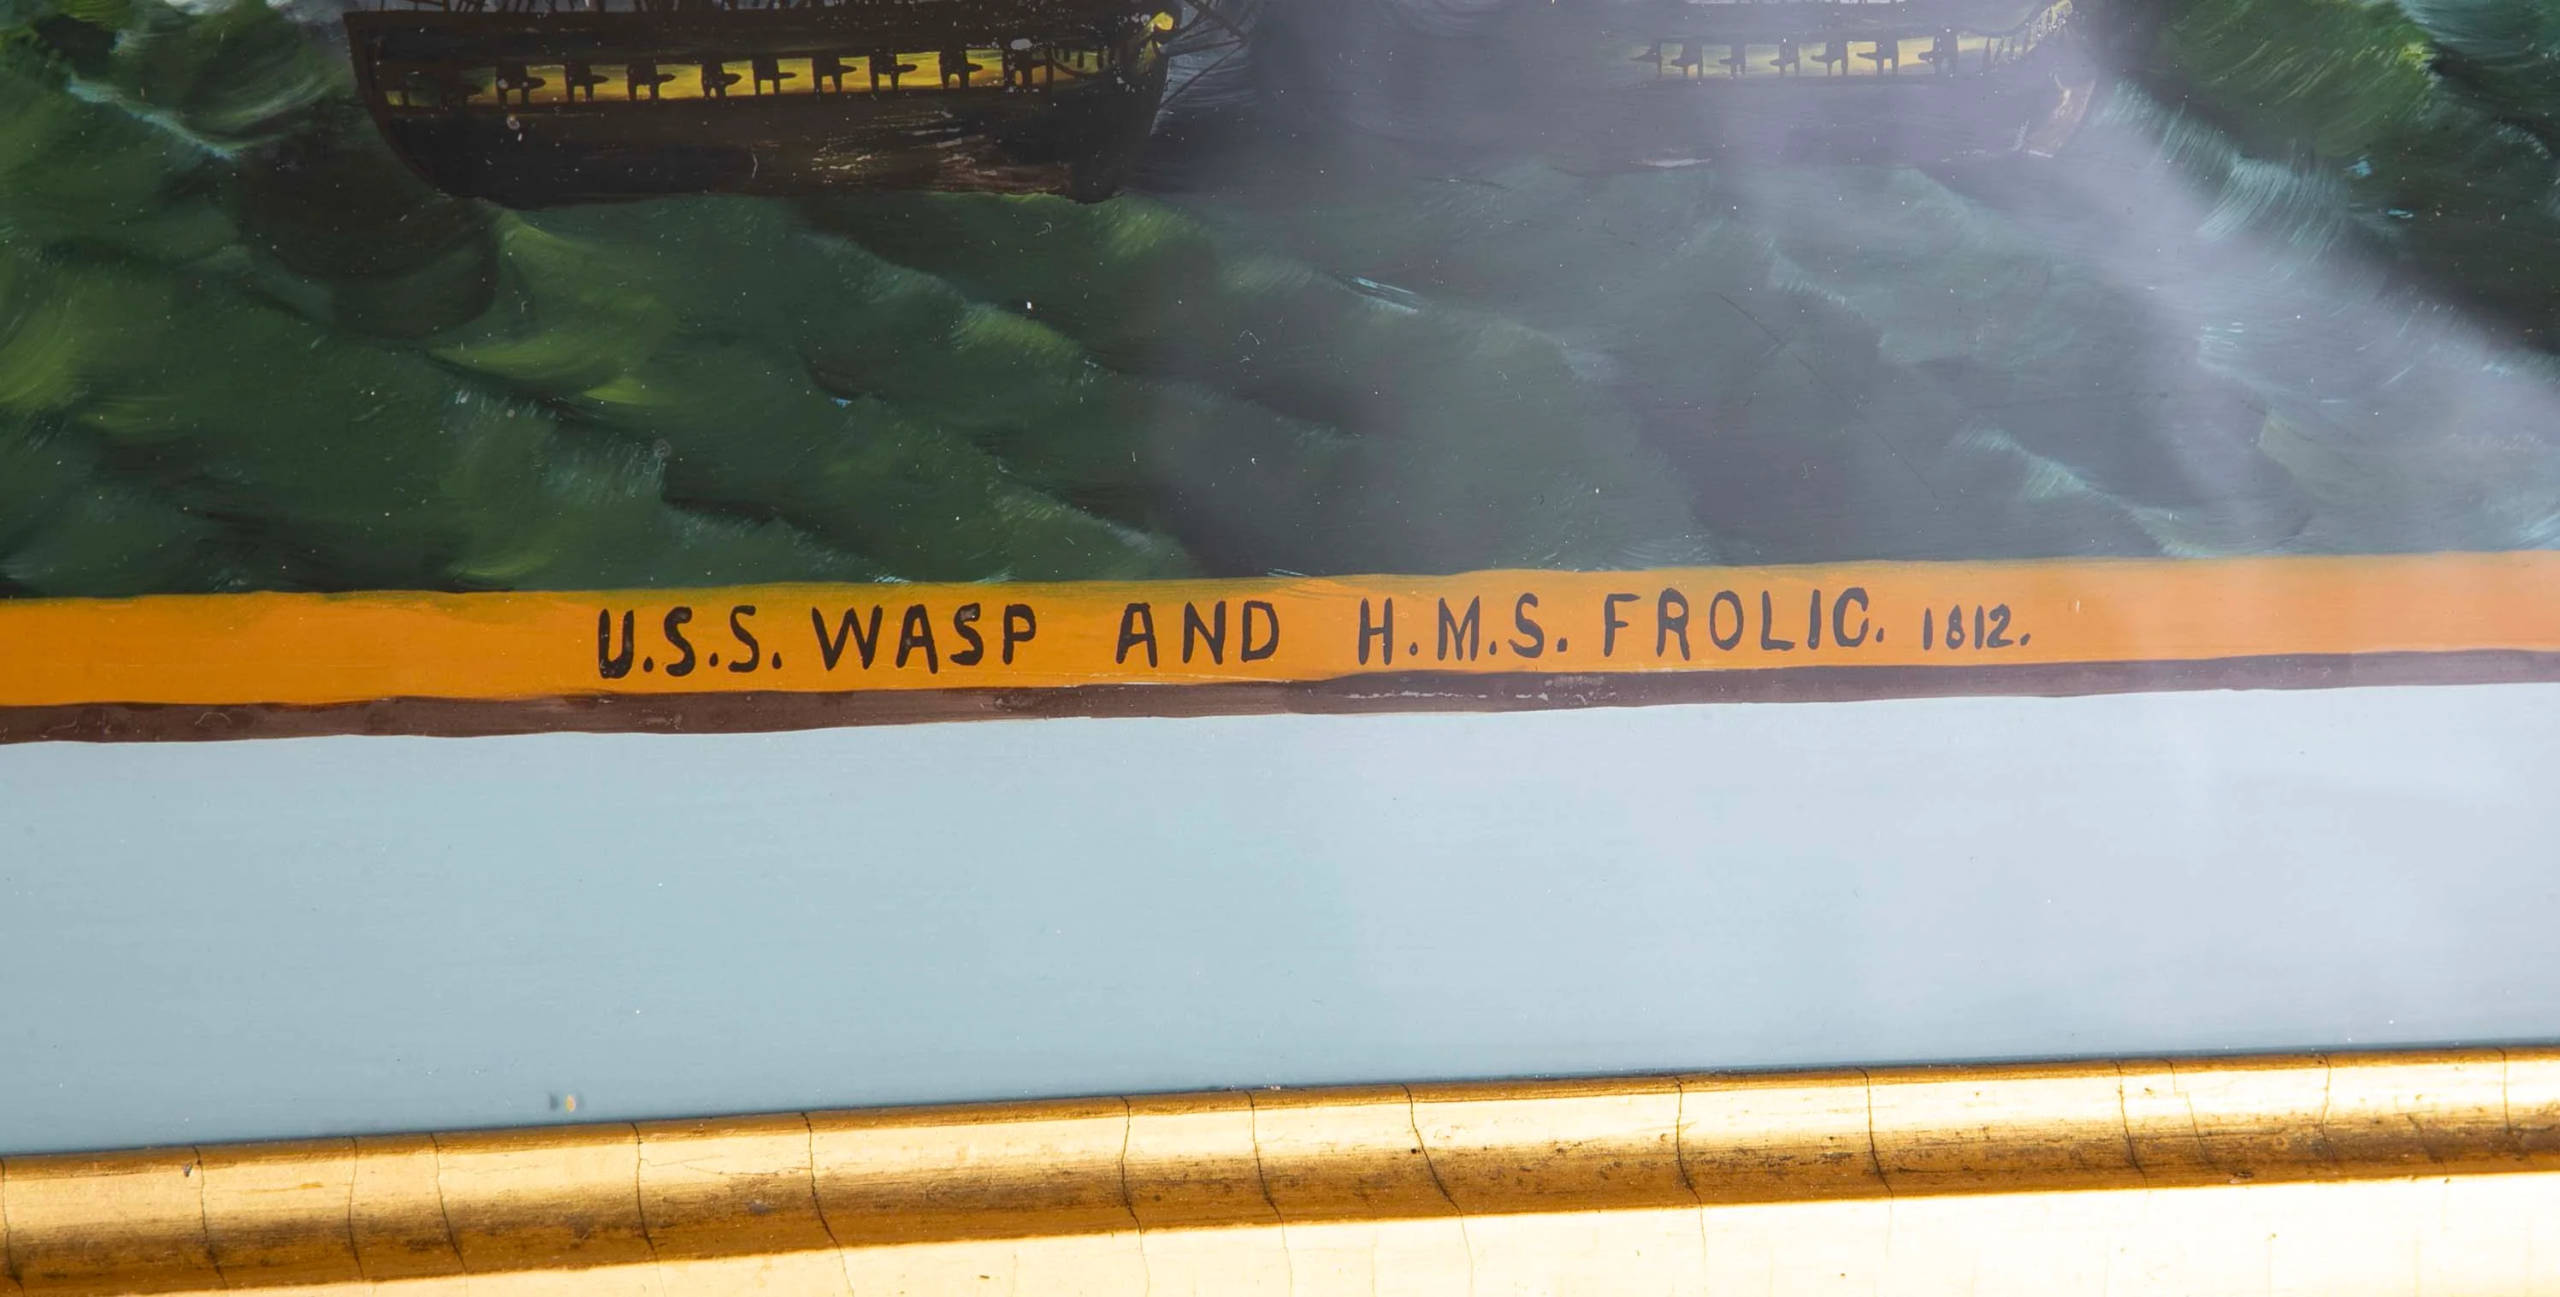 U.S.S. WASP AND H.M.S. FROLIC. 1812.